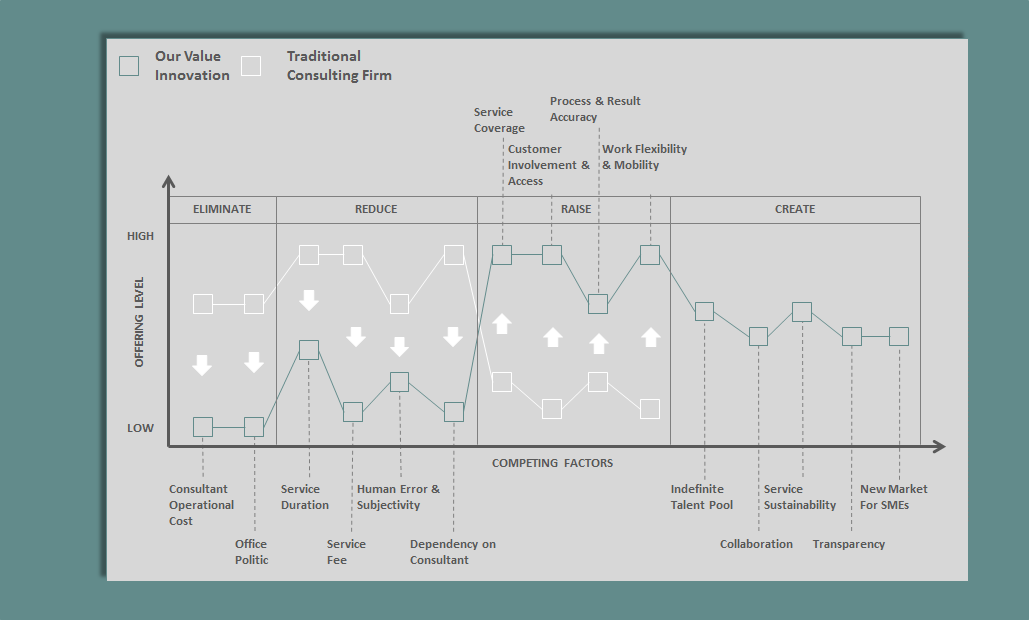 Our Value
Innovation
Traditional
Consulting Firm
Process & Result
Accuracy
Service
Coverage
Customer
Involvement &
Access
Work Flexibility
& Mobility
ELIMINATE
REDUCE
RAISE
CREATE
HIGH
OFFERING LEVEL
LOW
COMPETING FACTORS
Consultant
Operational
Cost
Office
Politic
Service
Duration
Service
Fee
Human Error &
Subjectivity
Dependency on
Consultant
Indefinite
Talent Pool
Collaboration
Service
Sustainability
Transparency
New Market
For SMEs